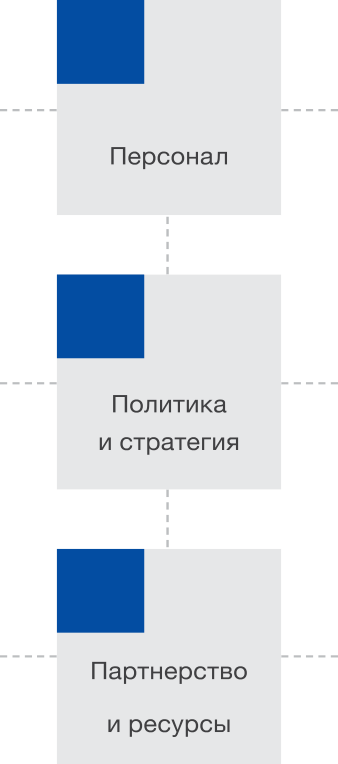 Персонал
Политика
и стратегия
Партнерство
и ресурсы